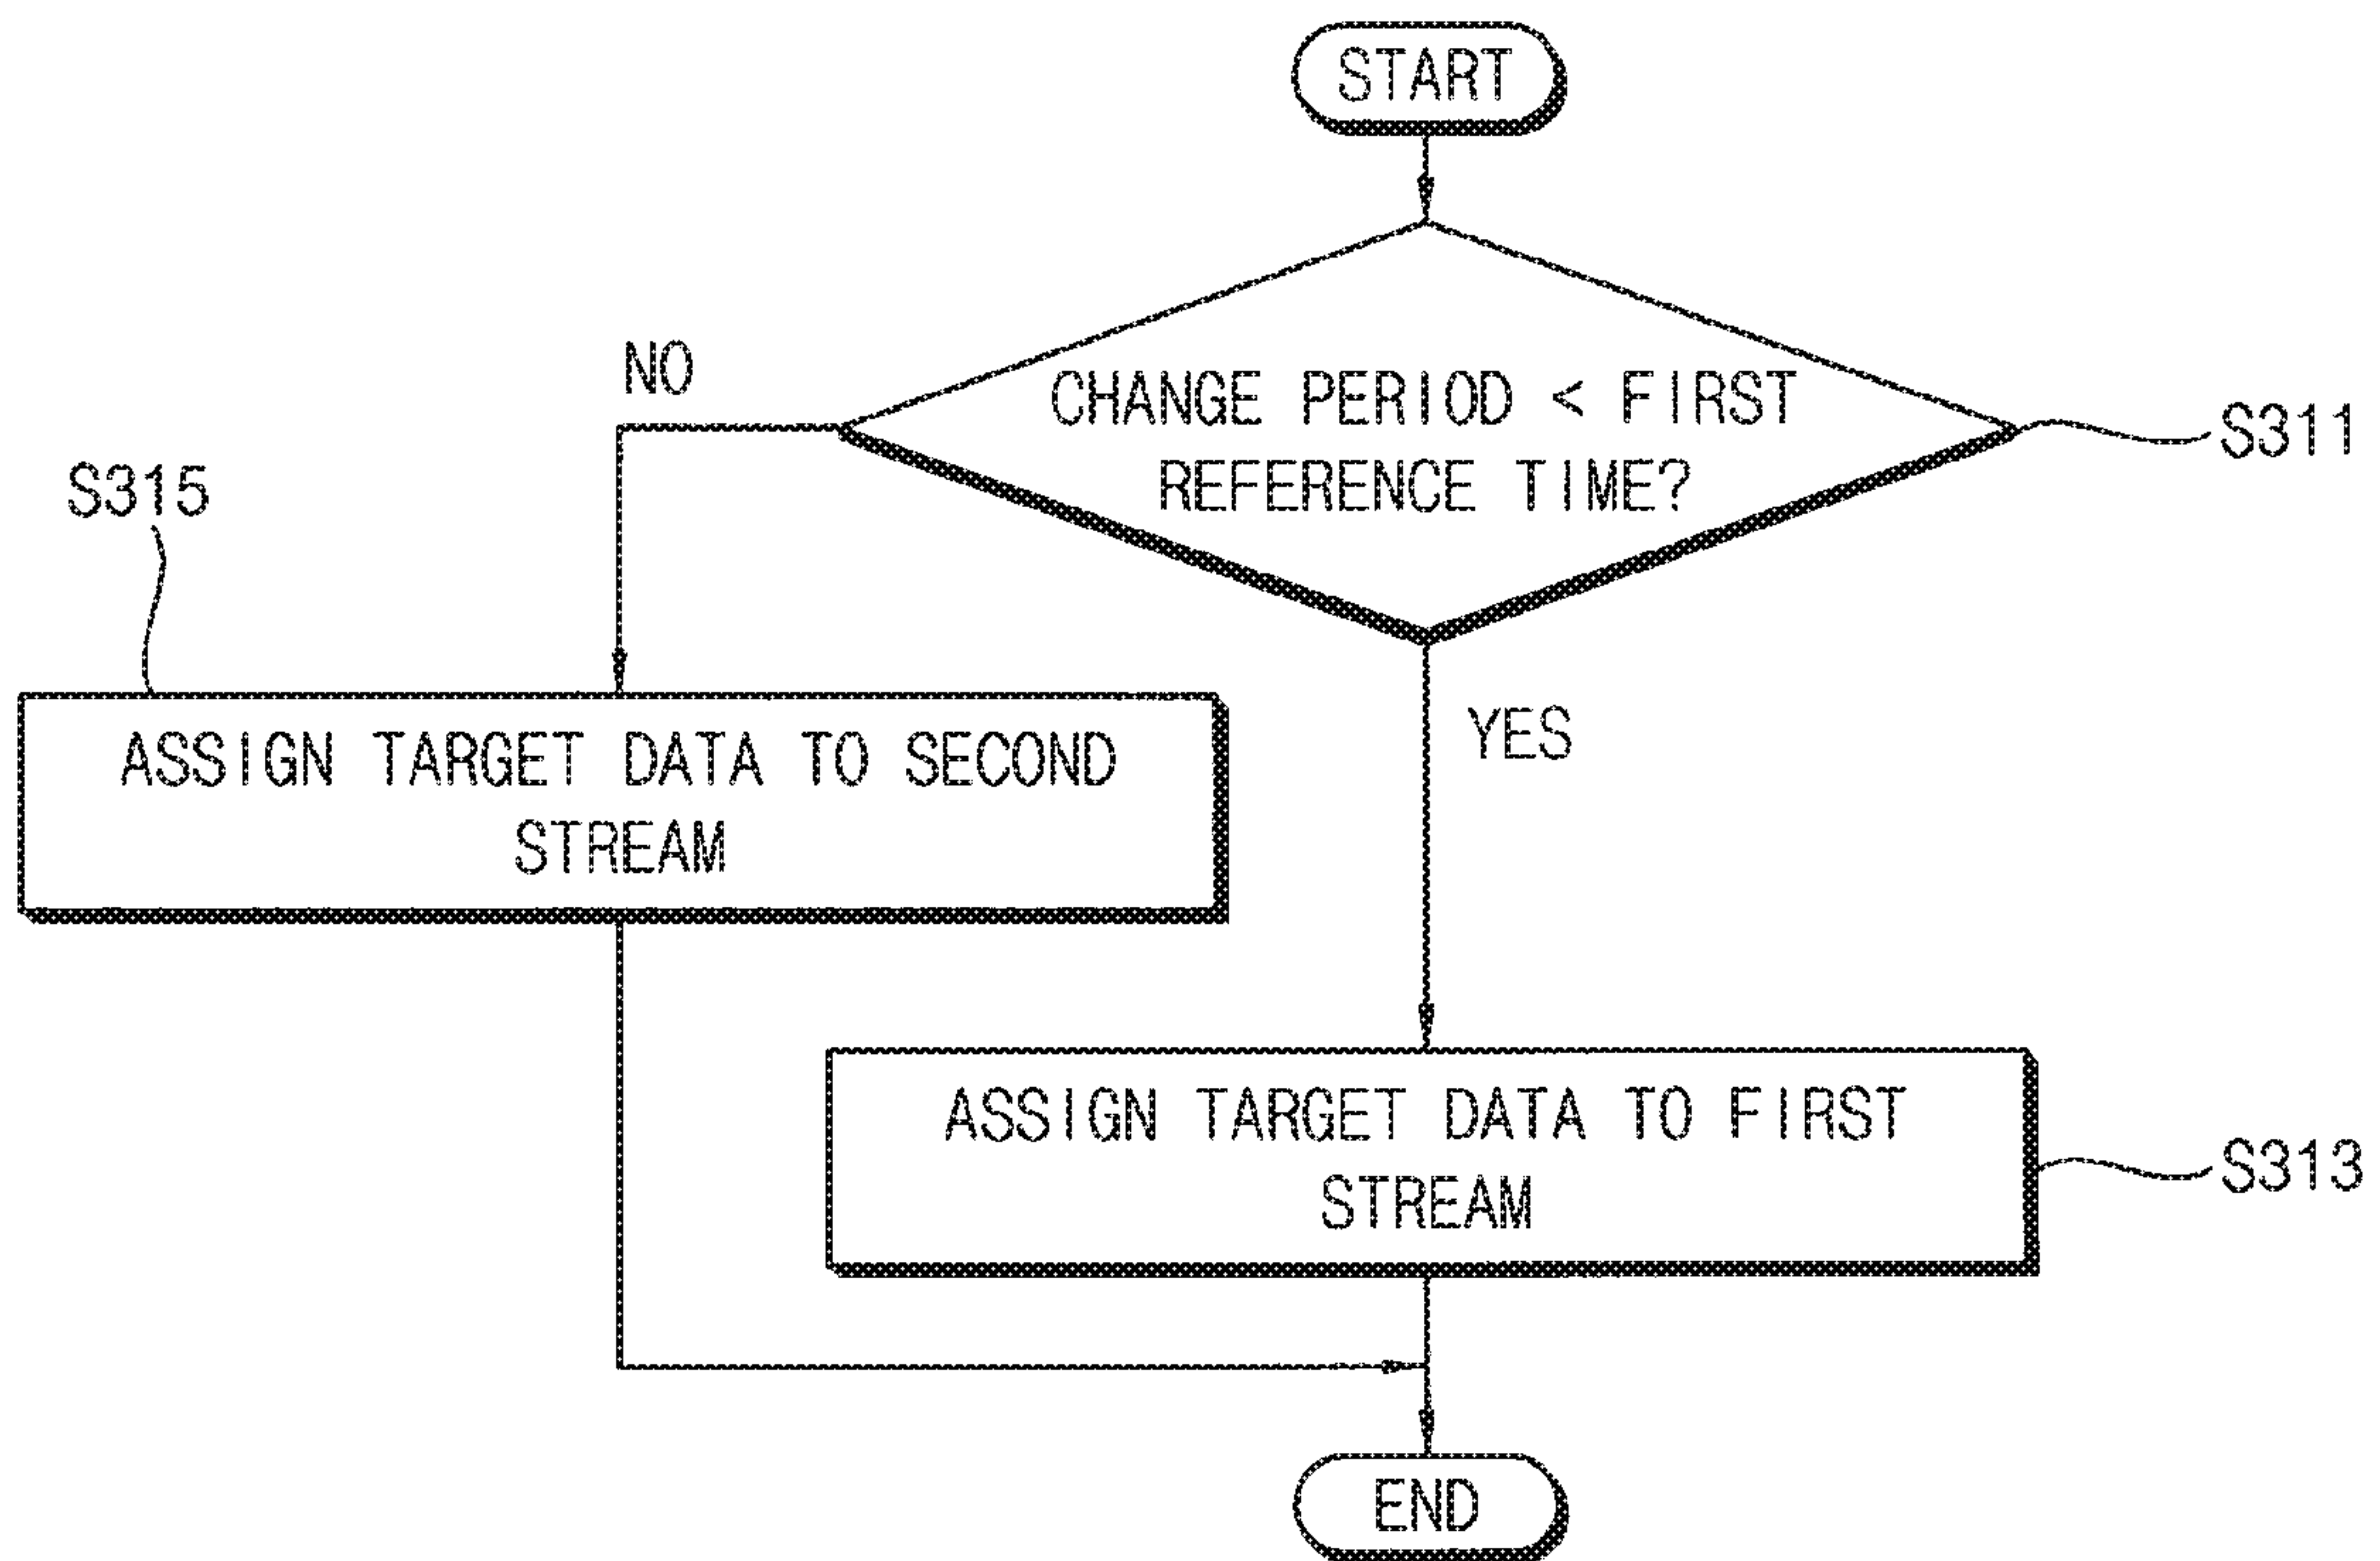 START
NO
CHANGE PERIOD < FIRST
REFERENCE TIME?
S311
S315
YES
ASSIGN TARGET DATA TO SECOND
STREAM
ASSIGN TARGET DATA TO FIRST
STREAM
S313
END